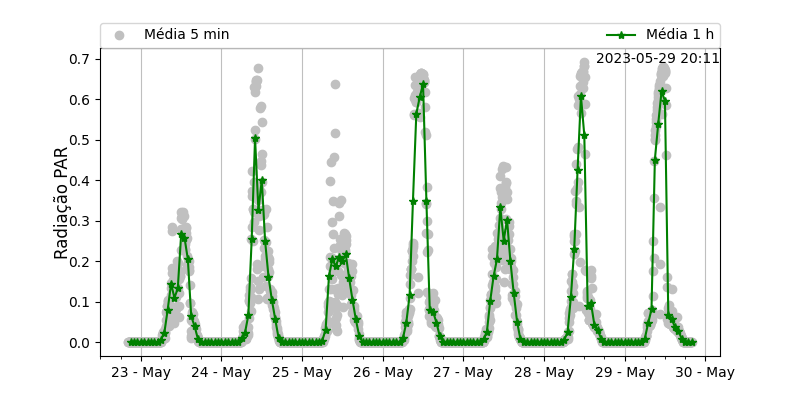 Média 5 min
Média 1 h
2023-05-29 20:11
Radiação PAR
0.7
0.6
0.5
0.4
0.3
0.2
0.1
0.0
23 - May
24 - May
25 - May
26 - May
27 - May
28 - May
29 - May
30 - May